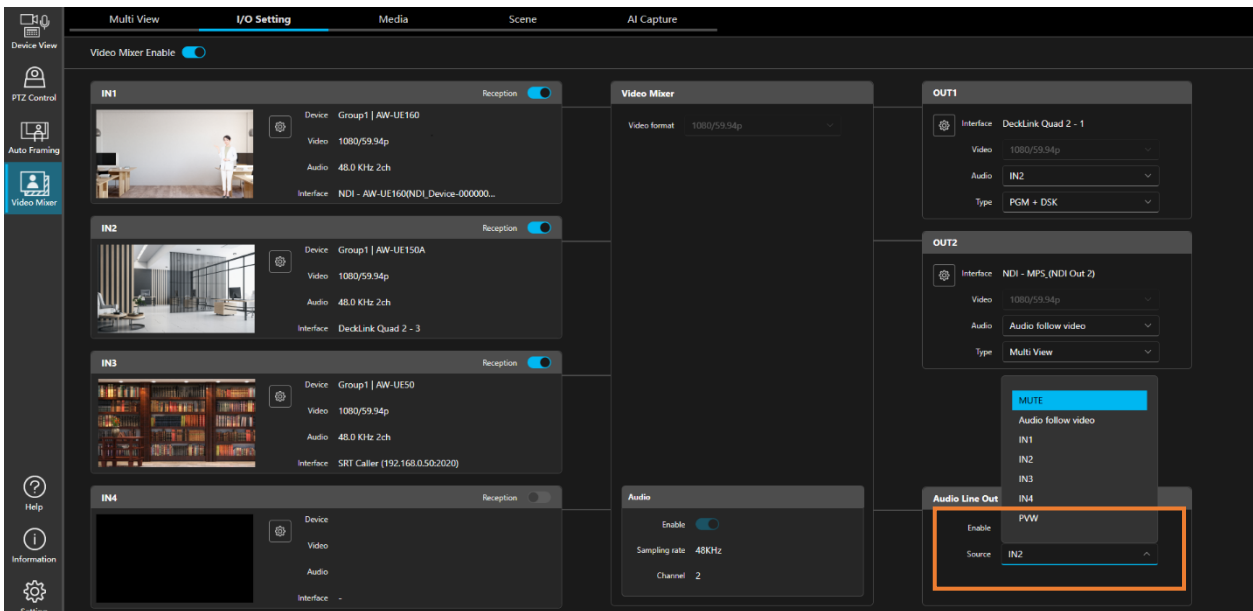 Multi View
I/O Setting
Media
Scene
AI Capture
Device View
PTZ Control
Auto Framing
Video Mixer
Help
Information
Setting
Video Mixer Enable
IN1
Reception
Device Group1 | AW-UE160
Video 1080/59.94p
Audio 48.0 KHz 2ch
Interface NDI - AW-UE160(NDI_Device-000000...
IN2
Reception
Device Group1 | AW-UE150A
Video 1080/59.94p
Audio 48.0 KHz 2ch
Interface DeckLink Quad 2 - 3
IN3
Reception
Device Group1 | AW-UE50
Video 1080/59.94p
Audio 48.0 KHz 2ch
Interface SRT Caller (192.168.0.50:2020)
IN4
Reception
Device
Video
Audio
Interface -
Video Mixer
Video format 1080/59.94p
Audio
Enable
Sampling rate 48KHz
Channel 2
OUT1
Interface DeckLink Quad 2 - 1
Video 1080/59.94p
Audio IN2
Type PGM + DSK
OUT2
Interface NDI - MPS_(NDI Out 2)
Video 1080/59.94p
Audio Audio follow video
Type Multi View
MUTE
Audio follow video
IN1
IN2
IN3
IN4
PVW
Audio Line Out
Enable
Source IN2